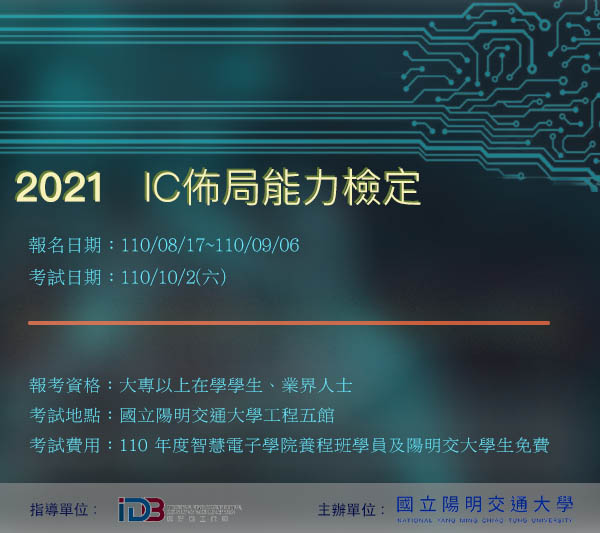 2021 IC佈局能力檢定
報名日期：110/08/17~110/09/06
考試日期：110/10/2(六)
報考資格：大專以上在學學生、業界人士
考試地點：國立陽明交通大學工程五館
考試費用：110 年度智慧電子學院養程班學員及陽明交大學生免費
指導單位： IDB
主辦單位： 國立陽明交通大學
NATIONAL YANG MING CHIAO TUNG UNIVERSITY